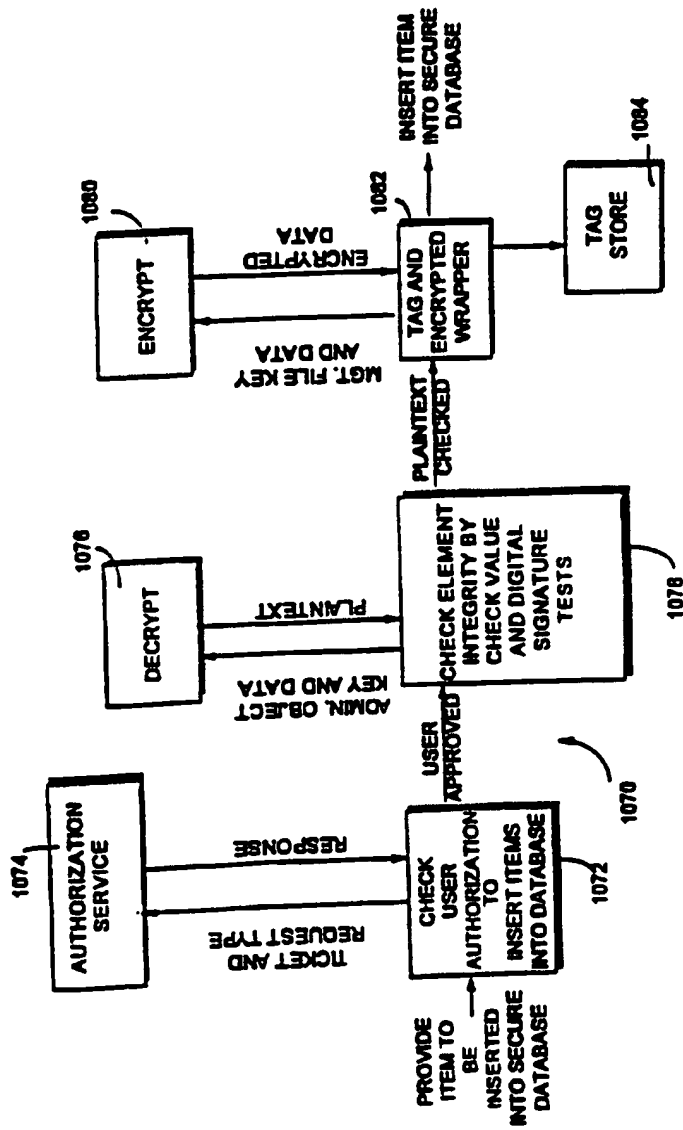 1074
AUTHORIZATION
SERVICE
TICKET AND
REQUEST TYPE
RESPONSE
PROVIDE
ITEM TO
BE
INSERTED
INTO SECURE
DATABASE
CHECK
USER
AUTHORIZATION
TO
INSERT ITEMS
INTO DATABASE
1072
1070
USER
APPROVED
1076
DECRYPT
ADMIN. OBJECT
KEY AND DATA
PLAINTEXT
CHECK ELEMENT
INTEGRITY BY
CHECK VALUE
AND DIGITAL
SIGNATURE
TESTS
1078
PLAINTEXT
CHECKED
1080
ENCRYPT
MGT. FILE KEY
AND DATA
ENCRYPTED
DATA
1082
TAG AND
ENCRYPTED
WRAPPER
INSERT ITEM
INTO SECURE
DATABASE
TAG
STORE
1084